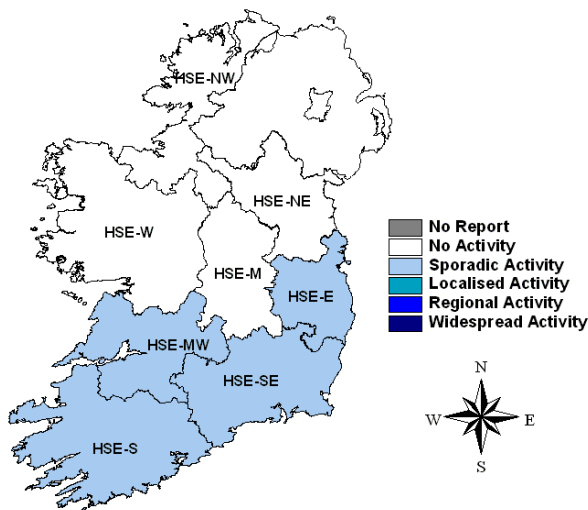 HSE-NW
HSE-NE
HSE-W
HSE-M
HSE-E
HSE-MW
HSE-SE
HSE-S
No Report
No Activity
Sporadic Activity
Localised Activity
Regional Activity
Widespread Activity
N
W E
S